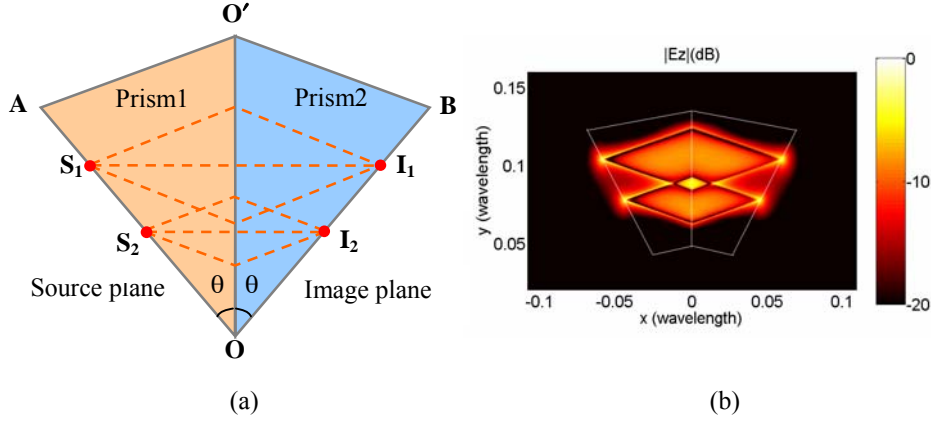 O′
A
B
Prism1
Prism2
S1
I1
S2
I2
Source plane
θ
θ
Image plane
O
(a)
|Ez|(dB)
0.15
0.1
0.05
y (wavelength)
-0.1
-0.05
0
0.05
0.1
x (wavelength)
0
-10
-20
(b)